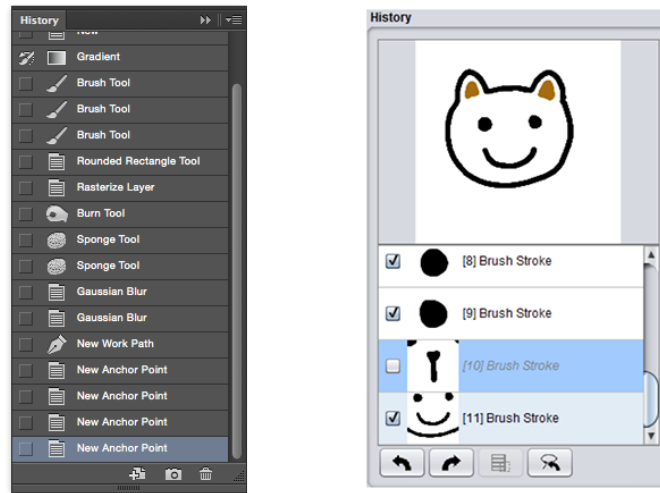 History
New
Gradient
Brush Tool
Brush Tool
Brush Tool
Rounded Rectangle Tool
Rasterize Layer
Burn Tool
Sponge Tool
Sponge Tool
Gaussian Blur
Gaussian Blur
New Work Path
New Anchor Point
New Anchor Point
New Anchor Point
New Anchor Point
History
[8] Brush Stroke
[9] Brush Stroke
[10] Brush Stroke
[11] Brush Stroke